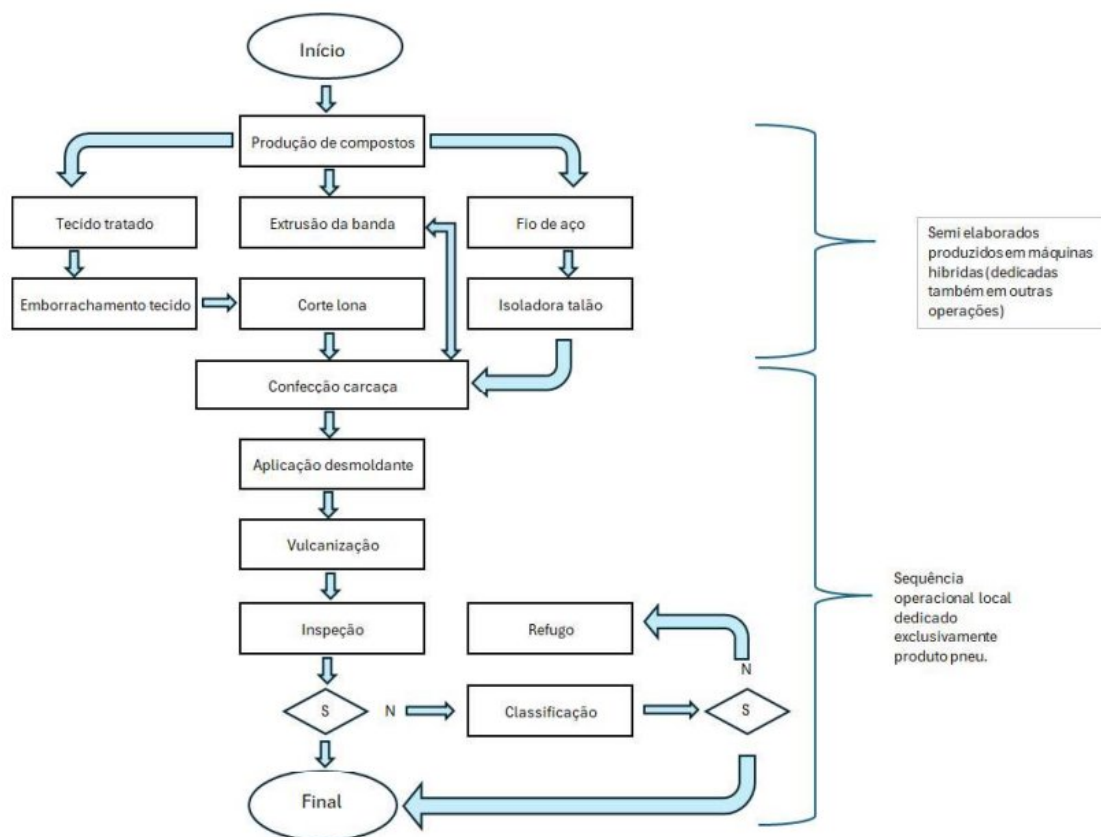 Início
Produção de compostos
Tecido tratado
Extrusão da banda
Fio de aço
Emborrachamento tecido
Corte lona
Isoladora talão
Confecção carcaça
Aplicação desmoldante
Vulcanização
Inspeção
Refugo
N
S
N
Classificação
S
Final
Semi elaborados
produzidos em máquinas
hibridas (dedicadas
também em outras
operações)
Sequência
operacional local
dedicado
exclusivamente
produto pneu.